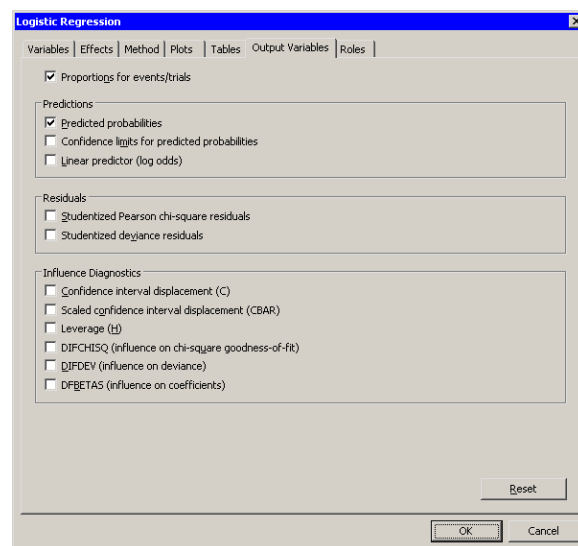 Logistic Regression
Variables Effects Method Plots Tables Output Variables Roles
Proportions for events/trials
Predictions
Predicted probabilities
Confidence limits for predicted probabilities
Linear predictor (log odds)
Residuals
Studentized Pearson chi-square residuals
Studentized deviance residuals
Influence Diagnostics
Confidence interval displacement (C)
Scaled confidence interval displacement (CBAR)
Leverage (H)
DIFCHISQ (influence on chi-square goodness-of-fit)
DIFDEV (influence on deviance)
DFBETAS (influence on coefficients)
Reset
OK Cancel